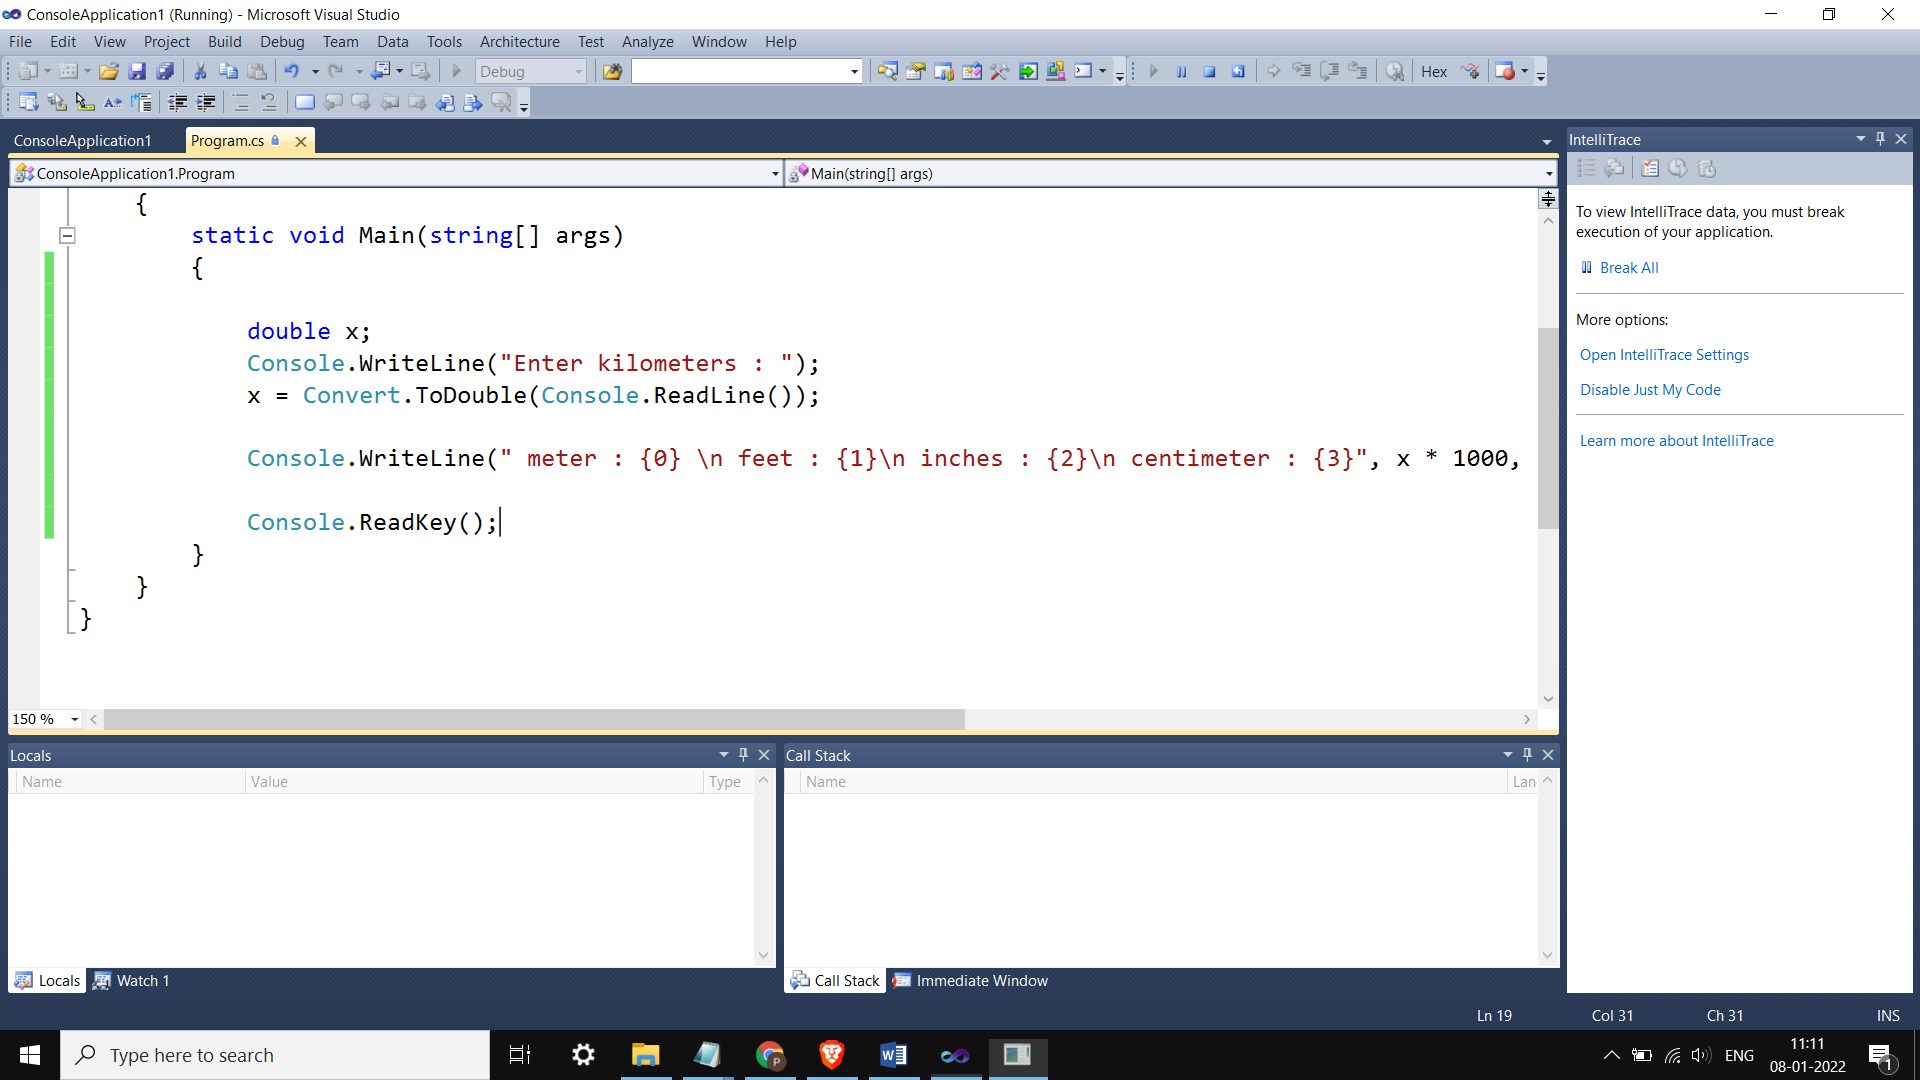 ConsoleApplication1 (Running) - Microsoft Visual Studio
File Edit View Project Build Debug Team Data Tools Architecture Test Analyze Window Help
Debug
Hex
ConsoleApplication1 Program.cs
ConsoleApplication1.Program Main(string[] args)
{
static void Main(string[] args)
{
double x;
Console.WriteLine("Enter kilometers : ");
x = Convert.ToDouble(Console.ReadLine());
Console.WriteLine(" meter : {0} \n feet : {1}\n inches : {2}\n centimeter : {3}", x * 1000,
Console.ReadKey();
}
}
}
150 %
IntelliTrace
To view IntelliTrace data, you must break
execution of your application.
Break All
More options:
Open IntelliTrace Settings
Disable Just My Code
Learn more about IntelliTrace
Locals
Name Value Type
Locals Watch 1
Call Stack
Name Lan
Call Stack Immediate Window
Ln 19 Col 31 Ch 31 INS
Type here to search
P
W
ENG
11:11
08-01-2022
1